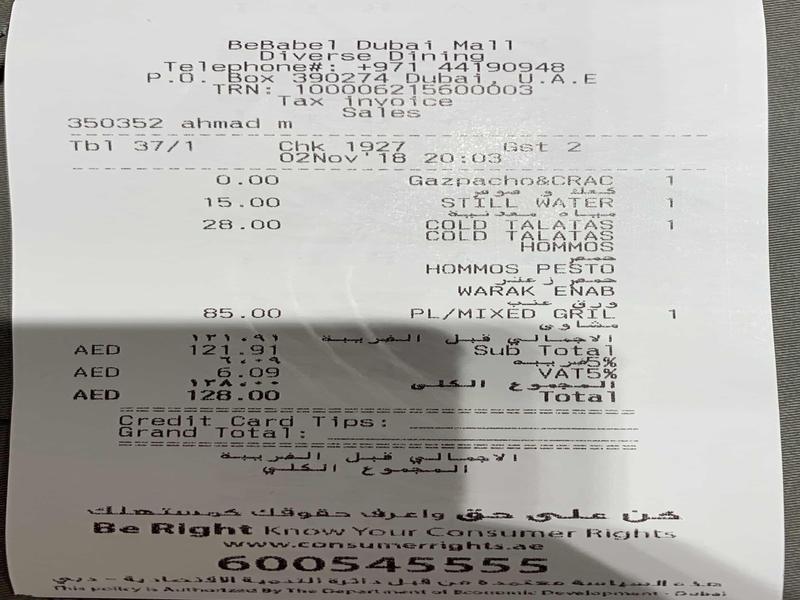 BeBabel Dubai Mall
Diverse Dining
Telephone#: +971 44190948
P.O. Box 390274 Dubai, U.A.E
TRN: 100006215600003
Tax invoice
Sales
350352 ahmad m
Tbl 37/1 Chk 1927 Gst 2
02Nov'18 20:03
0.00 Gazpacho&CRAC 1
كعك و صوص
15.00 STILL WATER 1
مياه معدنية
28.00 COLD TALATAS 1
COLD TALATAS
HOMMOS
حمص
HOMMOS PESTO
حمص زعتر
WARAK ENAB
ورق عنب
85.00 PL/MIXED GRIL 1
مشاوي
١٢١.٩١ الاجمالي قبل الضريبة
AED 121.91 Sub Total
٦.٠٩ ضريبه 5%
AED 6.09 VAT5%
١٢٨.٠٠ المجموع الكلي
AED 128.00 Total
Credit Card Tips:
Grand Total:
الاجمالي قبل الضريبة
المجموع الكلي
كن على حق واعرف حقوقك كمستهلك
Be Right Know Your Consumer Rights
www.consumerrights.ae
600545555
هذه السياسة معتمدة من قبل دائرة التنمية الاقتصادية - دبي
This policy is Authorized By The Department of Economic Development - Dubai